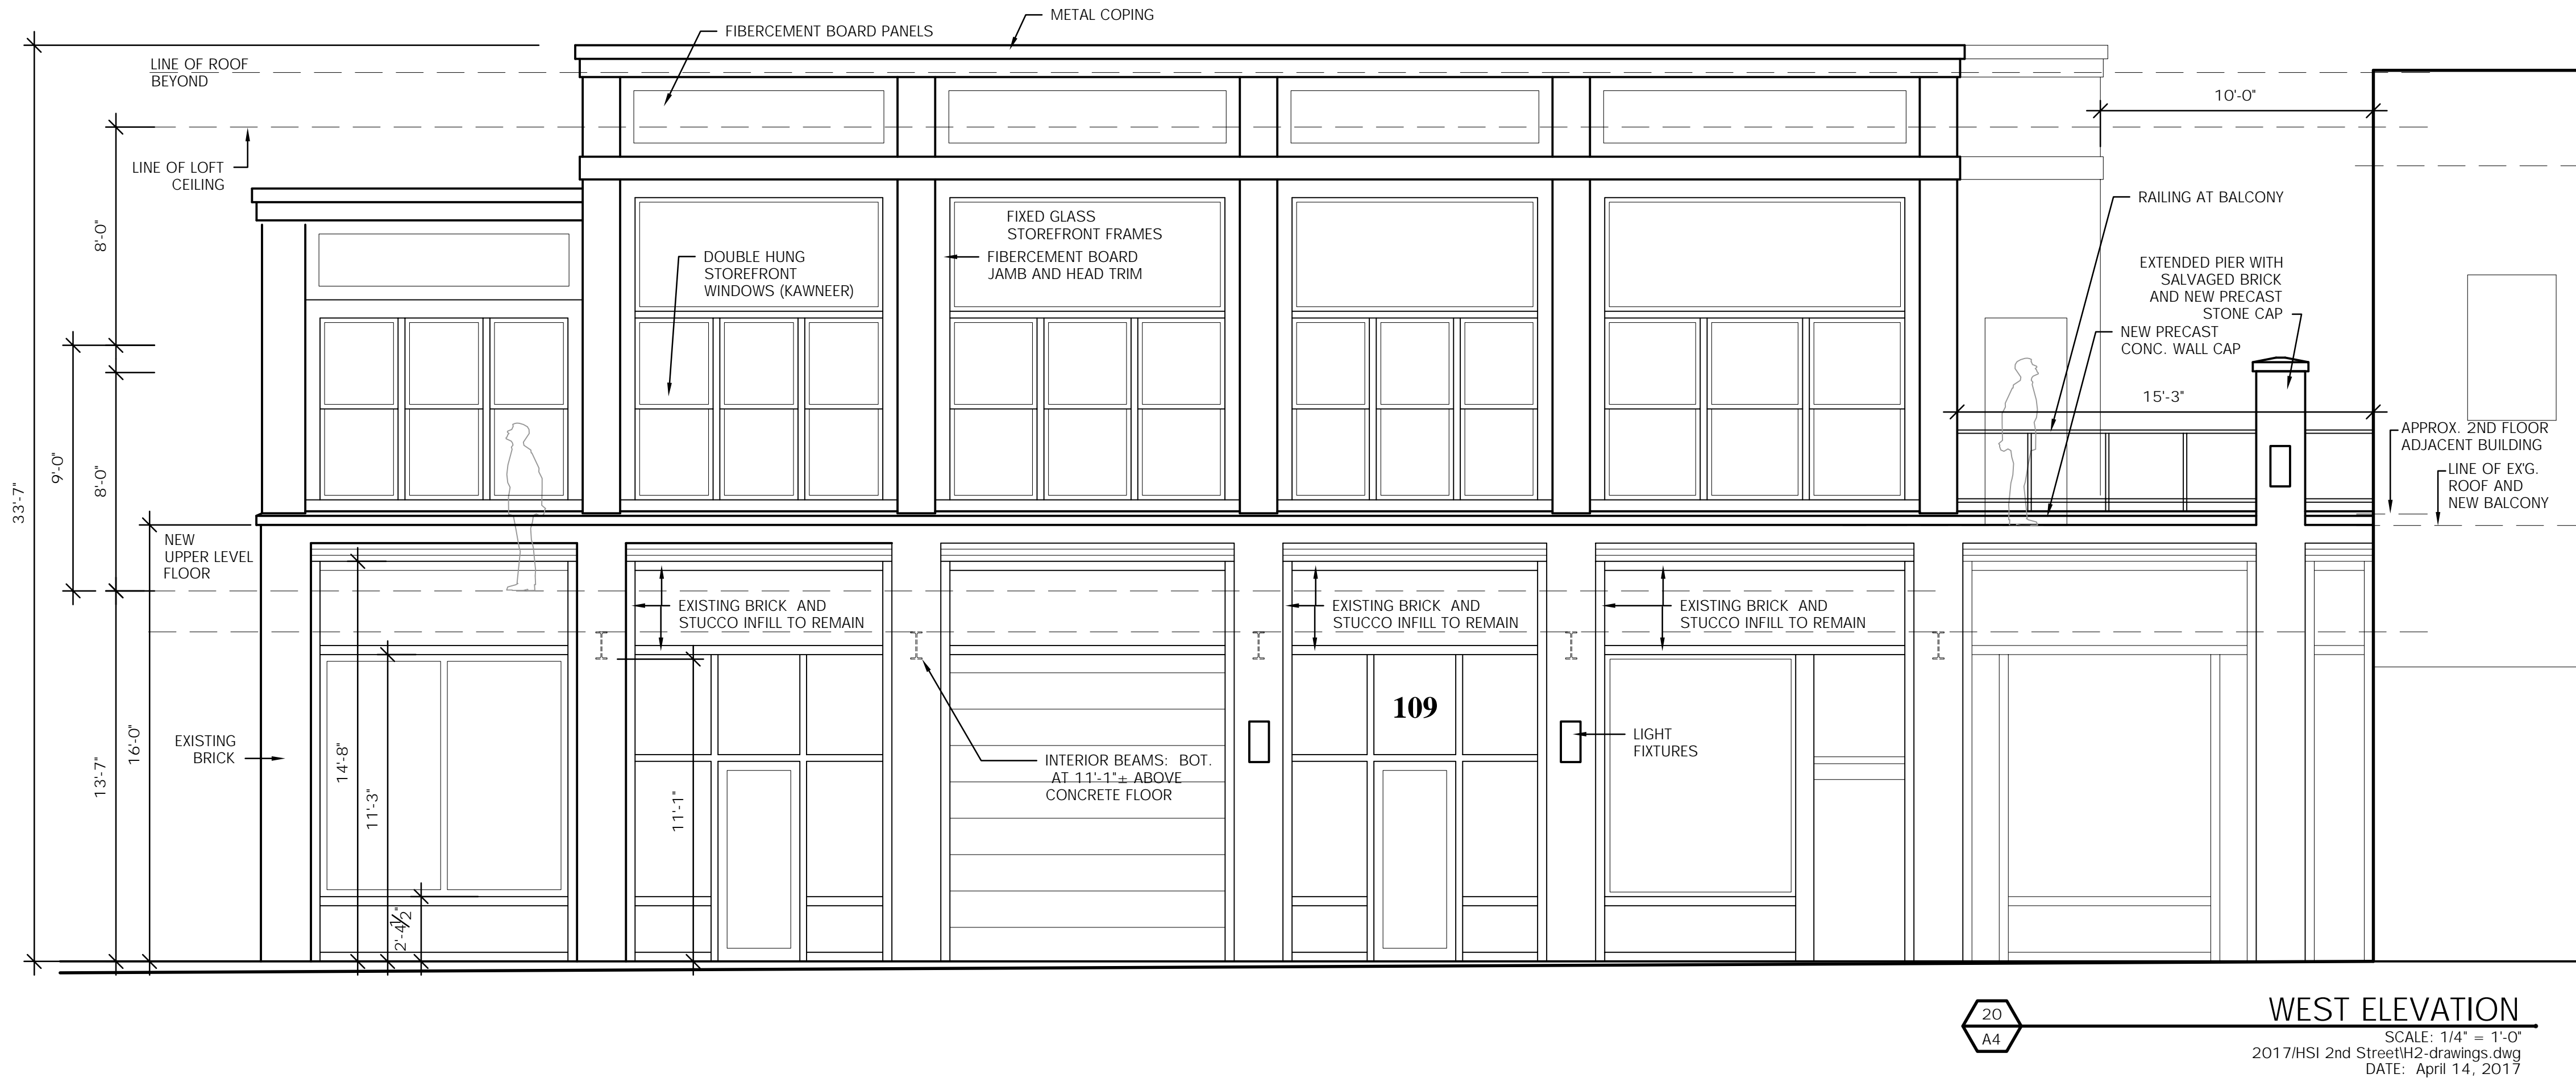 METAL COPING
FIBERCEMENT BOARD PANELS
LINE OF ROOF
BEYOND
10'-0"
LINE OF LOFT
CEILING
RAILING AT BALCONY
FIXED GLASS
STOREFRONT FRAMES
8'-0"
DOUBLE HUNG
STOREFRONT
WINDOWS (KAWNEER)
FIBERCEMENT BOARD
JAMB AND HEAD TRIM
EXTENDED PIER WITH
SALVAGED BRICK
AND NEW PRECAST
STONE CAP
NEW PRECAST
CONC. WALL CAP
15'-3"
APPROX. 2ND FLOOR
ADJACENT BUILDING
LINE OF EX'G.
ROOF AND
NEW BALCONY
33'-7"
9'-0"
8'-0"
NEW
UPPER LEVEL
FLOOR
EXISTING BRICK AND
STUCCO INFILL TO REMAIN
EXISTING BRICK AND
STUCCO INFILL TO REMAIN
EXISTING BRICK AND
STUCCO INFILL TO REMAIN
109
EXISTING
BRICK
LIGHT
FIXTURES
INTERIOR BEAMS: BOT.
AT 11'-1"± ABOVE
CONCRETE FLOOR
13'-7"
16'-0"
14'-8"
11'-3"
2'-4½"
11'-1"
20
A4
WEST ELEVATION
SCALE: 1/4" = 1'-0"
2017/HSI 2nd Street\H2-drawings.dwg
DATE: April 14, 2017